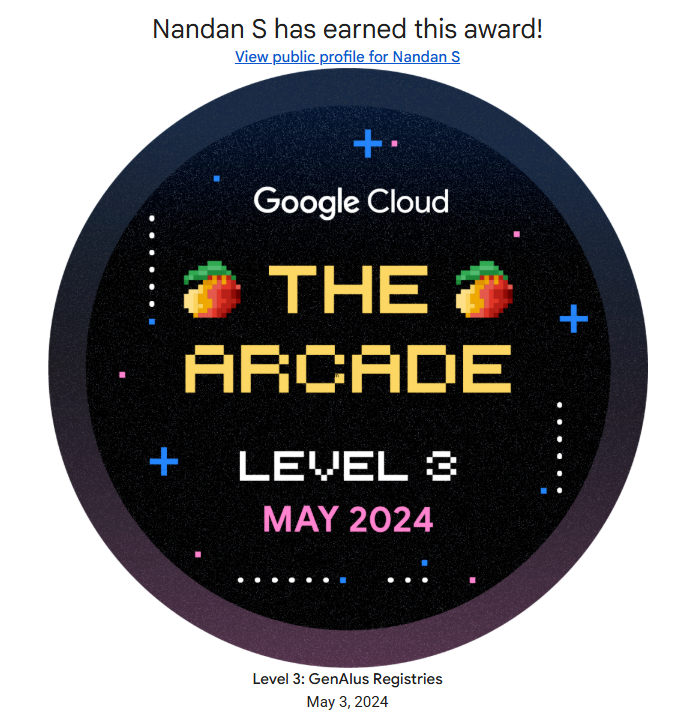 Nandan S has earned this award!
View public profile for Nandan S
Google Cloud
THE
ARCADE
LEVEL 3
MAY 2024
Level 3: GenAIus Registries
May 3, 2024